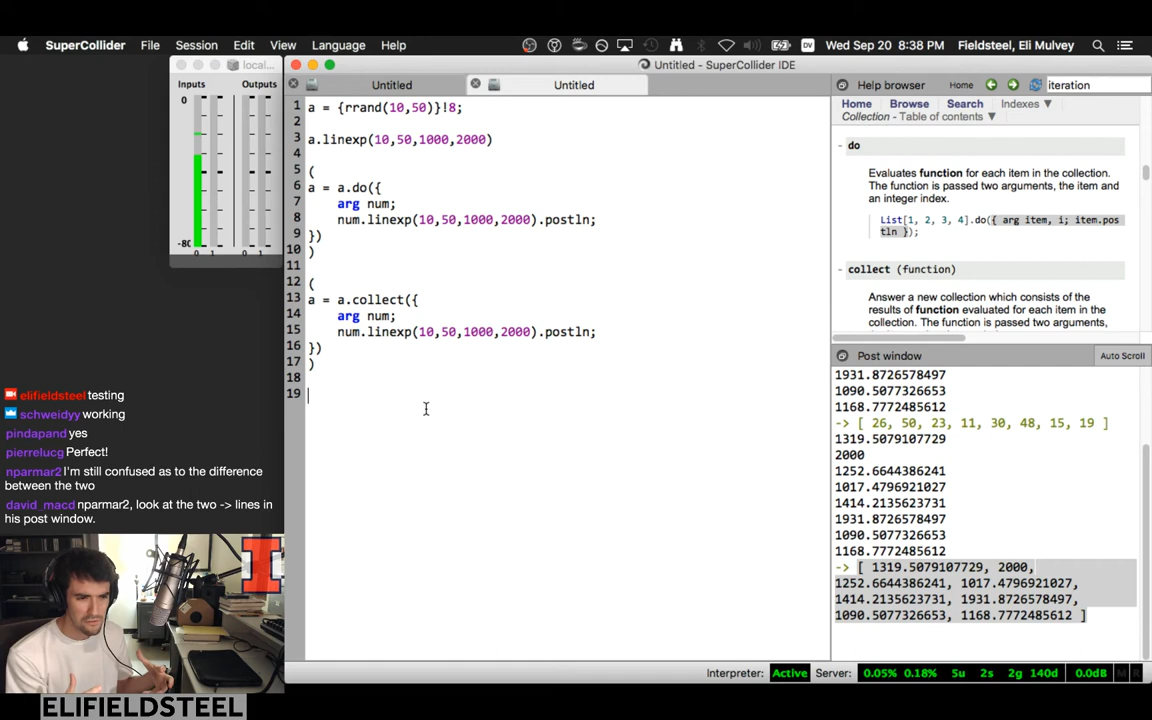 SuperCollider File Session Edit View Language Help DV Wed Sep 20 8:38 PM Fieldsteel, Eli Mulvey
local...
Inputs Outputs
0
-80
0 1 0 1
Untitled - SuperCollider IDE
Untitled Untitled
1 a = {rrand(10,50)}!8;
2
3 a.linexp(10,50,1000,2000)
4
5 (
6 a = a.do({
7 arg num;
8 num.linexp(10,50,1000,2000).postln;
9 })
10 )
11
12 (
13 a = a.collect({
14 arg num;
15 num.linexp(10,50,1000,2000).postln;
16 })
17 )
18
19
Help browser Home iteration
Home Browse Search Indexes ▼
Collection - Table of contents ▼
- do
Evaluates function for each item in the collection.
The function is passed two arguments, the item and
an integer index.
List[1, 2, 3, 4].do({ arg item, i; item.pos
tln });
- collect (function)
Answer a new collection which consists of the
results of function evaluated for each item in the
collection. The function is passed two arguments,
Post window Auto Scroll
1931.8726578497
1090.5077326653
1168.7772485612
-> [ 26, 50, 23, 11, 30, 48, 15, 19 ]
1319.5079107729
2000
1252.6644386241
1017.4796921027
1414.2135623731
1931.8726578497
1090.5077326653
1168.7772485612
-> [ 1319.5079107729, 2000,
1252.6644386241, 1017.4796921027,
1414.2135623731, 1931.8726578497,
1090.5077326653, 1168.7772485612 ]
Interpreter: Active Server: 0.05% 0.18% 5u 2s 2g 140d 0.0dB M R
elifieldsteel testing
schweidyy working
pindapand yes
pierrelucg Perfect!
nparmar2 I'm still confused as to the difference
between the two
david_macd nparmar2, look at the two -> lines in
his post window.
I
ELIFIELDSTEEL